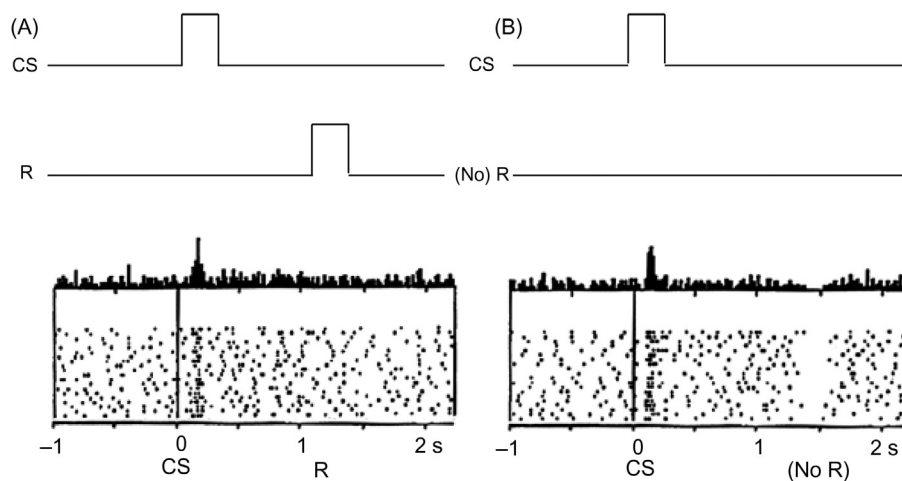 (A)
CS
R
–1 0 1 2 s
CS R
(B)
CS
(No) R
–1 0 1 2 s
CS (No R)